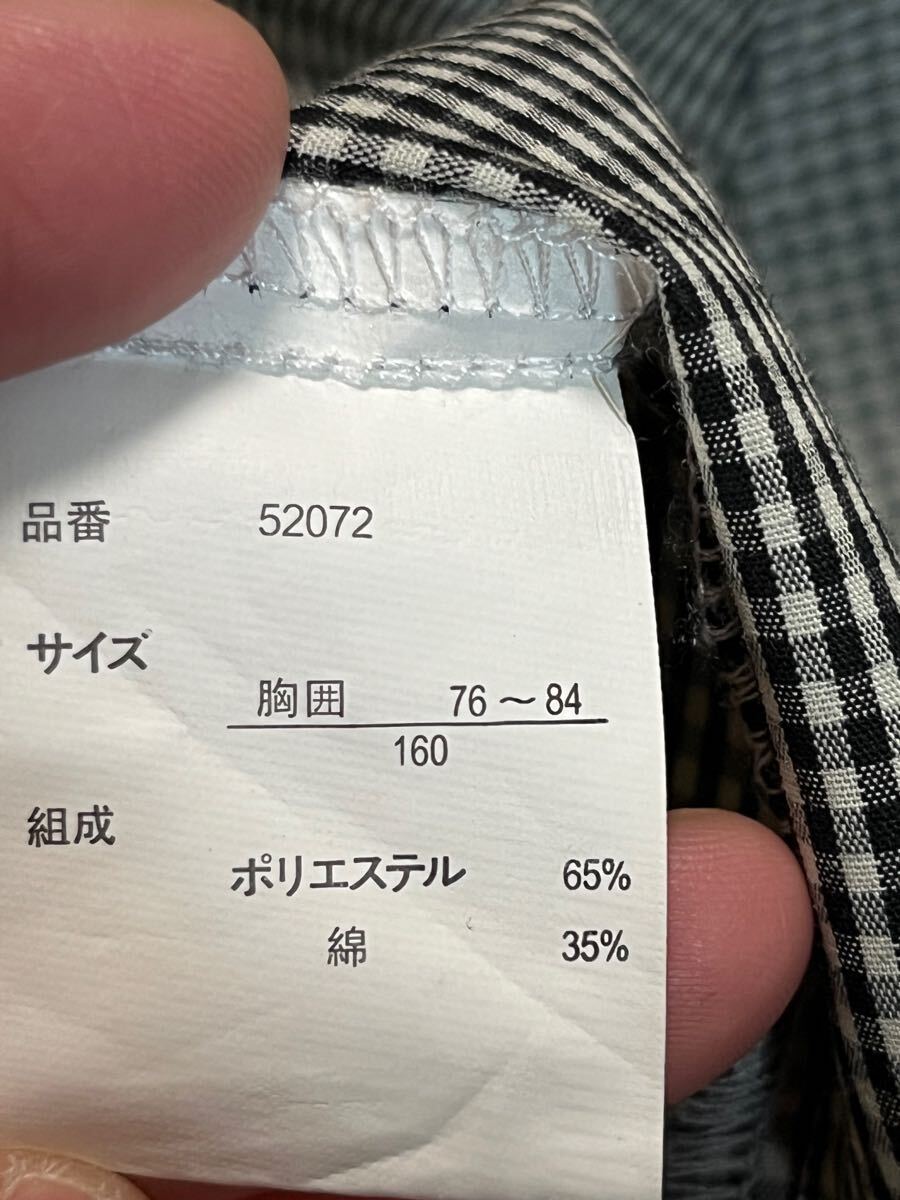 品番 52072
サイズ
胸囲 76～84
160
組成
ポリエステル 65%
綿 35%